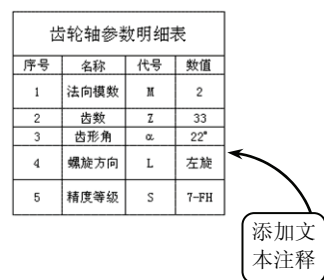 齿轮轴参数明细表
序号 名称 代号 数值
1 法向模数 M 2
2 齿数 Z 33
3 齿形角 α 22°
4 螺旋方向 L 左旋
5 精度等级 S 7-FH
添加文
本注释